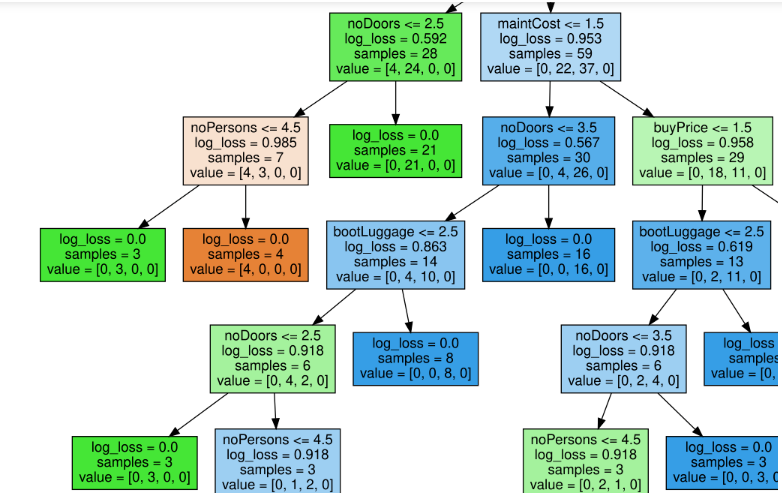 noDoors <= 2.5
log_loss = 0.592
samples = 28
value = [4, 24, 0, 0]
maintCost <= 1.5
log_loss = 0.953
samples = 59
value = [0, 22, 37, 0]
noPersons <= 4.5
log_loss = 0.985
samples = 7
value = [4, 3, 0, 0]
log_loss = 0.0
samples = 21
value = [0, 21, 0, 0]
noDoors <= 3.5
log_loss = 0.567
samples = 30
value = [0, 4, 26, 0]
buyPrice <= 1.5
log_loss = 0.958
samples = 29
value = [0, 18, 11, 0]
log_loss = 0.0
samples = 3
value = [0, 3, 0, 0]
log_loss = 0.0
samples = 4
value = [4, 0, 0, 0]
bootLuggage <= 2.5
log_loss = 0.863
samples = 14
value = [0, 4, 10, 0]
log_loss = 0.0
samples = 16
value = [0, 0, 16, 0]
bootLuggage <= 2.5
log_loss = 0.619
samples = 13
value = [0, 2, 11, 0]
noDoors <= 2.5
log_loss = 0.918
samples = 6
value = [0, 4, 2, 0]
log_loss = 0.0
samples = 8
value = [0, 0, 8, 0]
noDoors <= 3.5
log_loss = 0.918
samples = 6
value = [0, 2, 4, 0]
log_loss
samples
value = [0,
log_loss = 0.0
samples = 3
value = [0, 3, 0, 0]
noPersons <= 4.5
log_loss = 0.918
samples = 3
value = [0, 1, 2, 0]
noPersons <= 4.5
log_loss = 0.918
samples = 3
value = [0, 2, 1, 0]
log_loss = 0.0
samples = 3
value = [0, 0, 3, 0